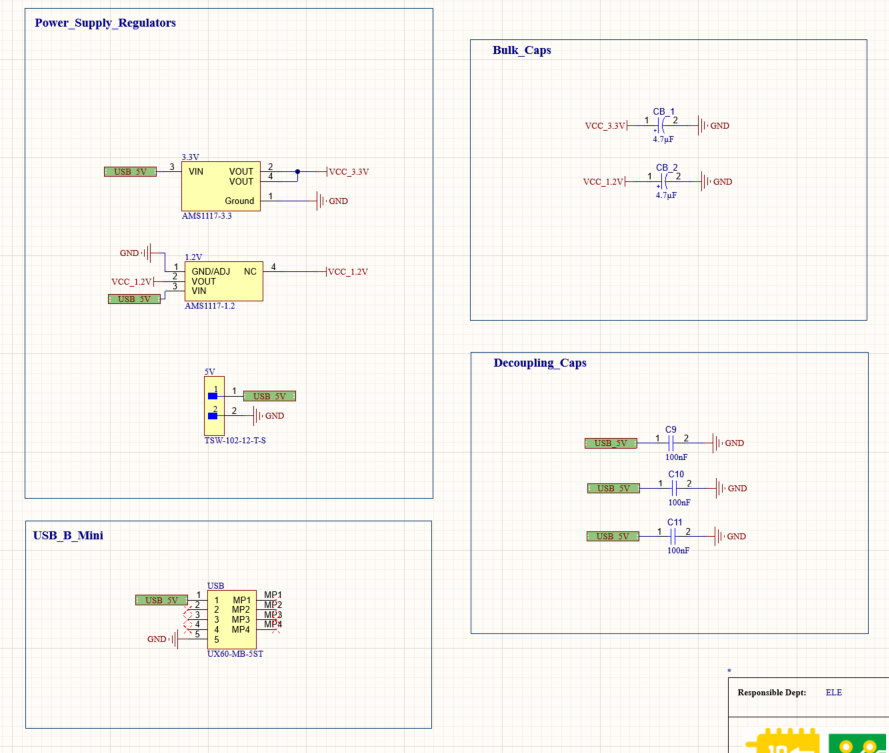 Power_Supply_Regulators
3.3V
USB_5V 3 VIN VOUT 2 VCC_3.3V
VOUT 4
Ground 1 GND
AMS1117-3.3
GND 1.2V
1 GND/ADJ NC 4 VCC_1.2V
VCC_1.2V 2 VOUT
USB_5V 3 VIN
AMS1117-1.2
5V
1 1 USB_5V
2 2 GND
TSW-102-12-T-S
USB_B_Mini
USB
USB_5V 1 1 MP1 MP1
2 2 MP2 MP2
3 3 MP3 MP3
4 4 MP4 MP4
GND 5 5
UX60-MB-5ST
Bulk_Caps
CB_1
VCC_3.3V 1 2 GND
+
4.7µF
CB_2
VCC_1.2V 1 2 GND
+
4.7µF
Decoupling_Caps
C9
USB_5V 1 2 GND
100nF
C10
USB_5V 1 2 GND
100nF
C11
USB_5V 1 2 GND
100nF
*
Responsible Dept: ELE